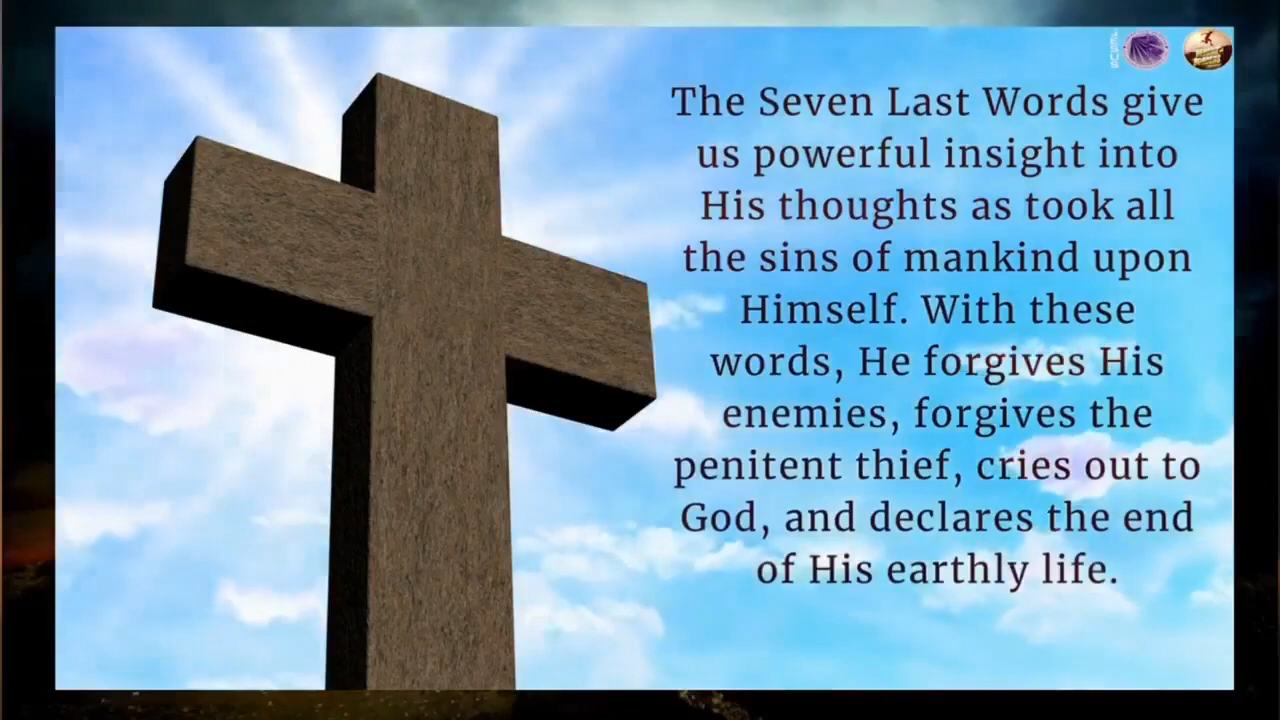 The Seven Last Words give
us powerful insight into
His thoughts as took all
the sins of mankind upon
Himself. With these
words, He forgives His
enemies, forgives the
penitent thief, cries out to
God, and declares the end
of His earthly life.